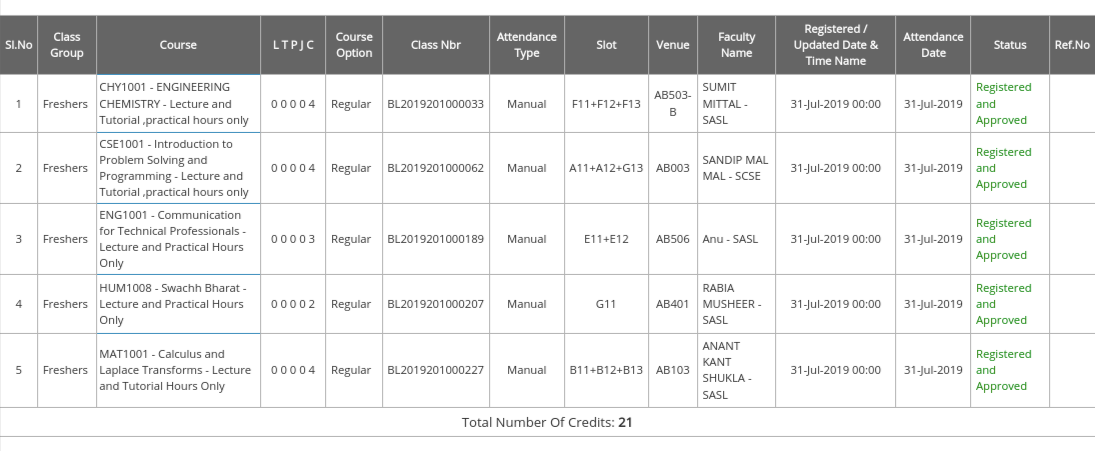 Sl.No Class Group Course L T P J C Course Option Class Nbr Attendance Type Slot Venue Faculty Name Registered / Updated Date & Time Name Attendance Date Status Ref.No
1 Freshers CHY1001 - ENGINEERING CHEMISTRY - Lecture and Tutorial ,practical hours only 0 0 0 0 4 Regular BL2019201000033 Manual F11+F12+F13 AB503-B SUMIT MITTAL - SASL 31-Jul-2019 00:00 31-Jul-2019 Registered and Approved
2 Freshers CSE1001 - Introduction to Problem Solving and Programming - Lecture and Tutorial ,practical hours only 0 0 0 0 4 Regular BL2019201000062 Manual A11+A12+G13 AB003 SANDIP MAL MAL - SCSE 31-Jul-2019 00:00 31-Jul-2019 Registered and Approved
3 Freshers ENG1001 - Communication for Technical Professionals - Lecture and Practical Hours Only 0 0 0 0 3 Regular BL2019201000189 Manual E11+E12 AB506 Anu - SASL 31-Jul-2019 00:00 31-Jul-2019 Registered and Approved
4 Freshers HUM1008 - Swachh Bharat - Lecture and Practical Hours Only 0 0 0 0 2 Regular BL2019201000207 Manual G11 AB401 RABIA MUSHEER - SASL 31-Jul-2019 00:00 31-Jul-2019 Registered and Approved
5 Freshers MAT1001 - Calculus and Laplace Transforms - Lecture and Tutorial Hours Only 0 0 0 0 4 Regular BL2019201000227 Manual B11+B12+B13 AB103 ANANT KANT SHUKLA - SASL 31-Jul-2019 00:00 31-Jul-2019 Registered and Approved
Total Number Of Credits: 21